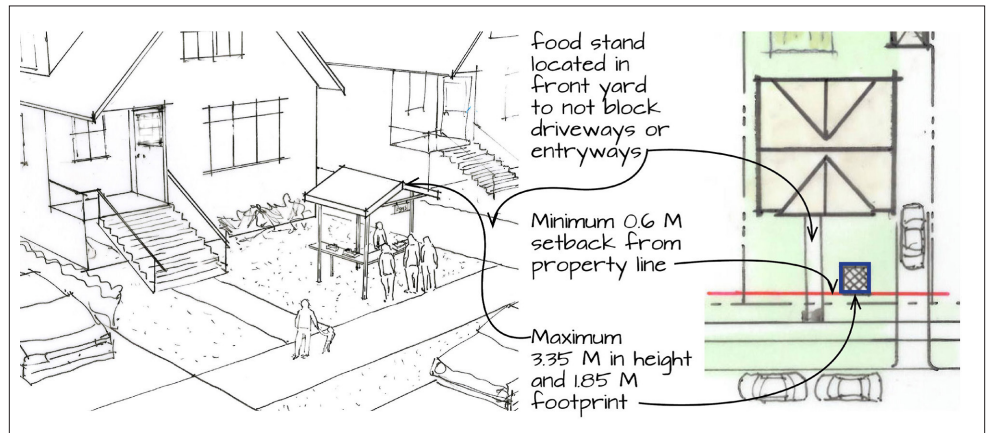 food stand
located in
front yard
to not block
driveways or
entryways
Minimum 0.6 M
setback from
property line
Maximum
3.35 M in height
and 1.85 M
footprint